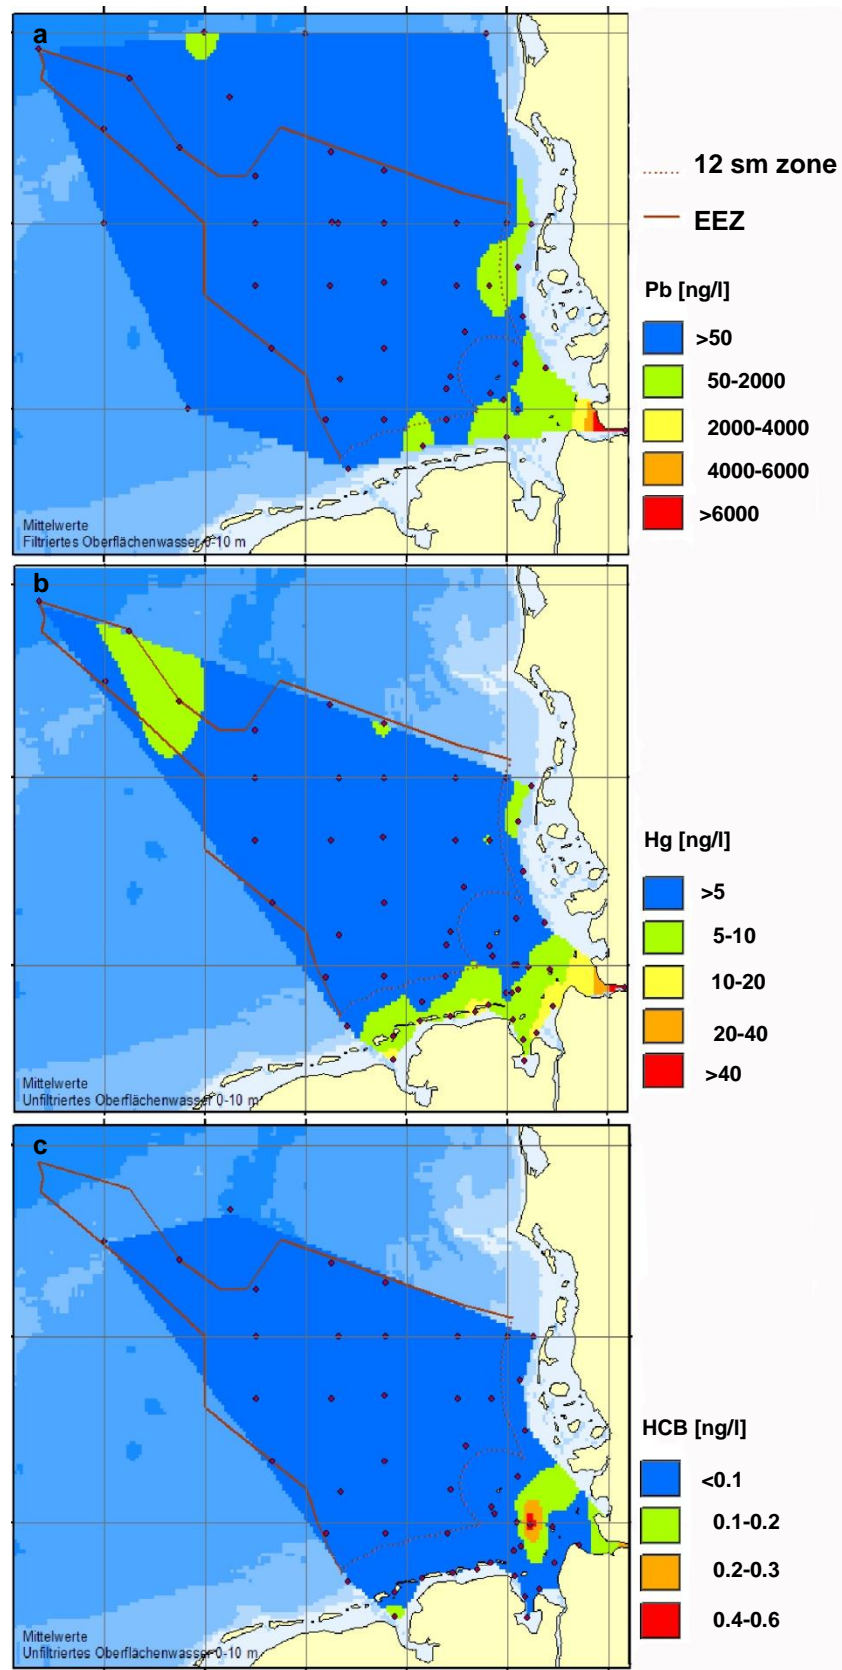 a
12 sm zone
EEZ
Pb [ng/l]
>50
50-2000
2000-4000
4000-6000
>6000
Mittelwerte
Filtriertes Oberflächenwasser 0-10 m
b
Hg [ng/l]
>5
5-10
10-20
20-40
>40
Mittelwerte
Unfiltriertes Oberflächenwasser 0-10 m
c
HCB [ng/l]
<0.1
0.1-0.2
0.2-0.3
0.4-0.6
Mittelwerte
Unfiltriertes Oberflächenwasser 0-10 m